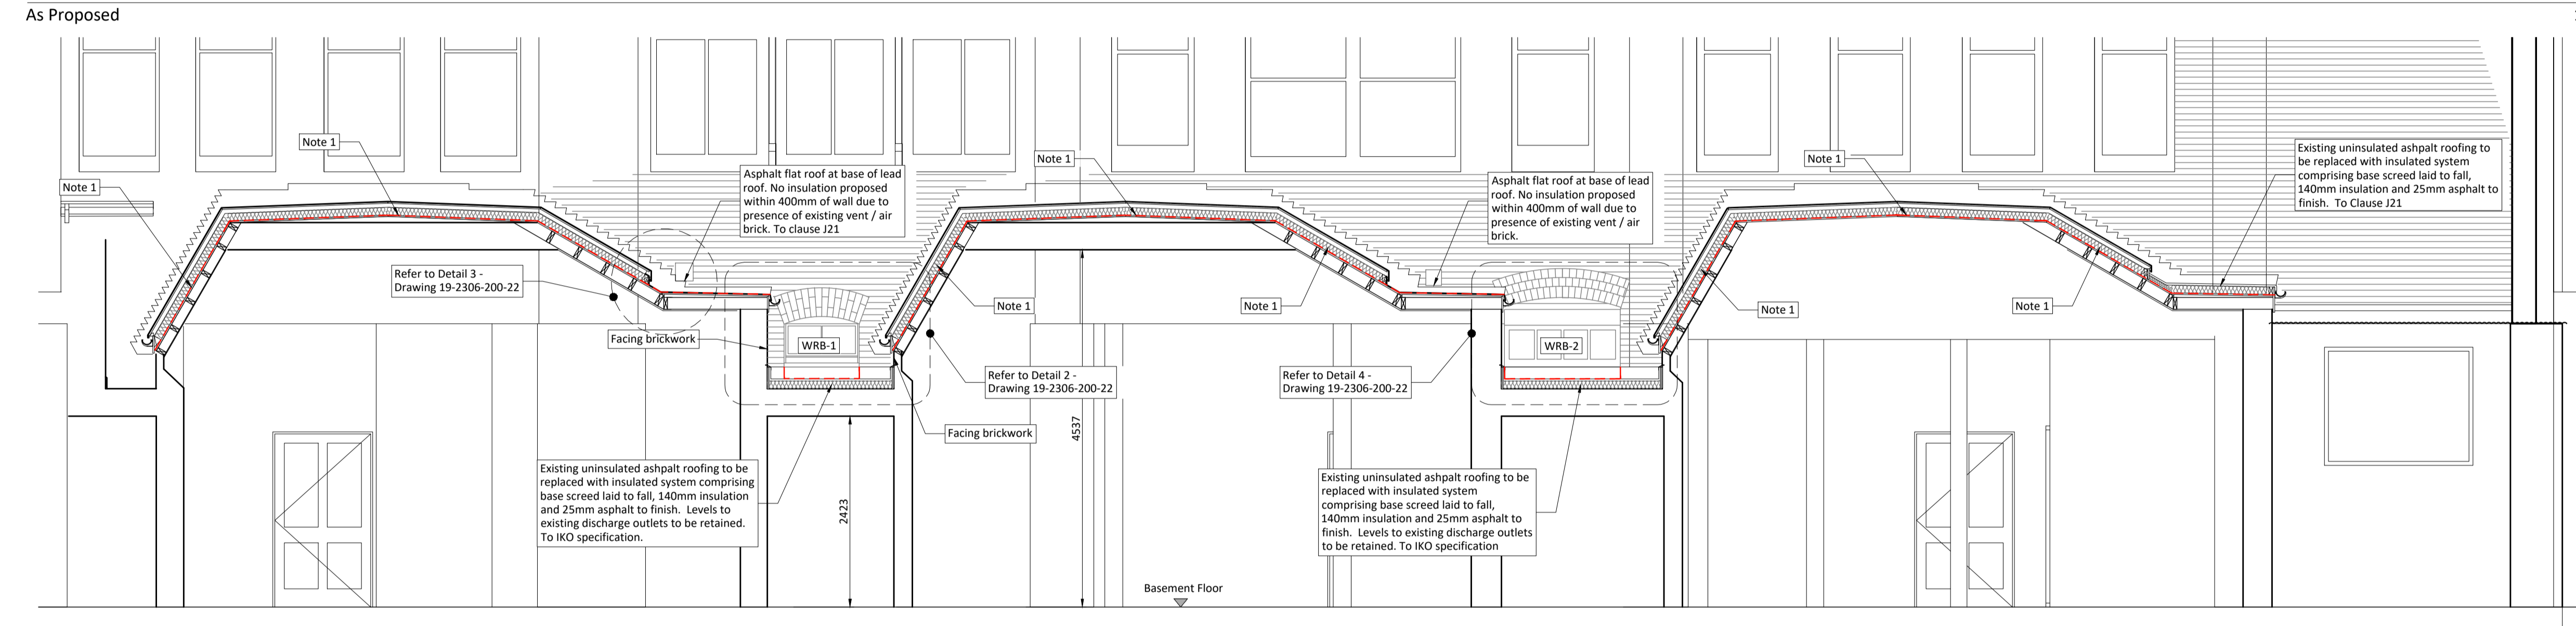 As Proposed
Note 1
Note 1
Asphalt flat roof at base of lead
roof. No insulation proposed
within 400mm of wall due to
presence of existing vent / air
brick. To clause J21
Note 1
Asphalt flat roof at base of lead
roof. No insulation proposed
within 400mm of wall due to
presence of existing vent / air
brick.
Note 1
Existing uninsulated ashpalt roofing to
be replaced with insulated system
comprising base screed laid to fall,
140mm insulation and 25mm asphalt to
finish. To Clause J21
Refer to Detail 3 -
Drawing 19-2306-200-22
Facing brickwork
WRB-1
Note 1
Note 1
WRB-2
Note 1
Note 1
Refer to Detail 2 -
Drawing 19-2306-200-22
Refer to Detail 4 -
Drawing 19-2306-200-22
Facing brickwork
4537
2423
Existing uninsulated ashpalt roofing to be
replaced with insulated system comprising
base screed laid to fall, 140mm insulation
and 25mm asphalt to finish. Levels to
existing discharge outlets to be retained.
To IKO specification.
Existing uninsulated ashpalt roofing to be
replaced with insulated system
comprising base screed laid to fall,
140mm insulation and 25mm asphalt to
finish. Levels to existing discharge outlets
to be retained. To IKO specification
Basement Floor